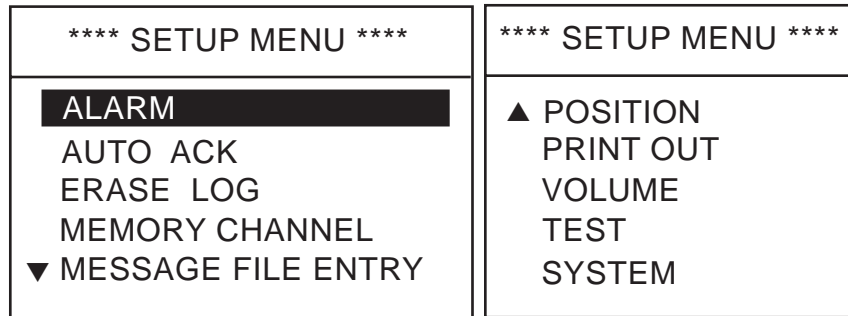 **** SETUP MENU ****
ALARM
AUTO ACK
ERASE LOG
MEMORY CHANNEL
▼ MESSAGE FILE ENTRY
**** SETUP MENU ****
▲ POSITION
PRINT OUT
VOLUME
TEST
SYSTEM